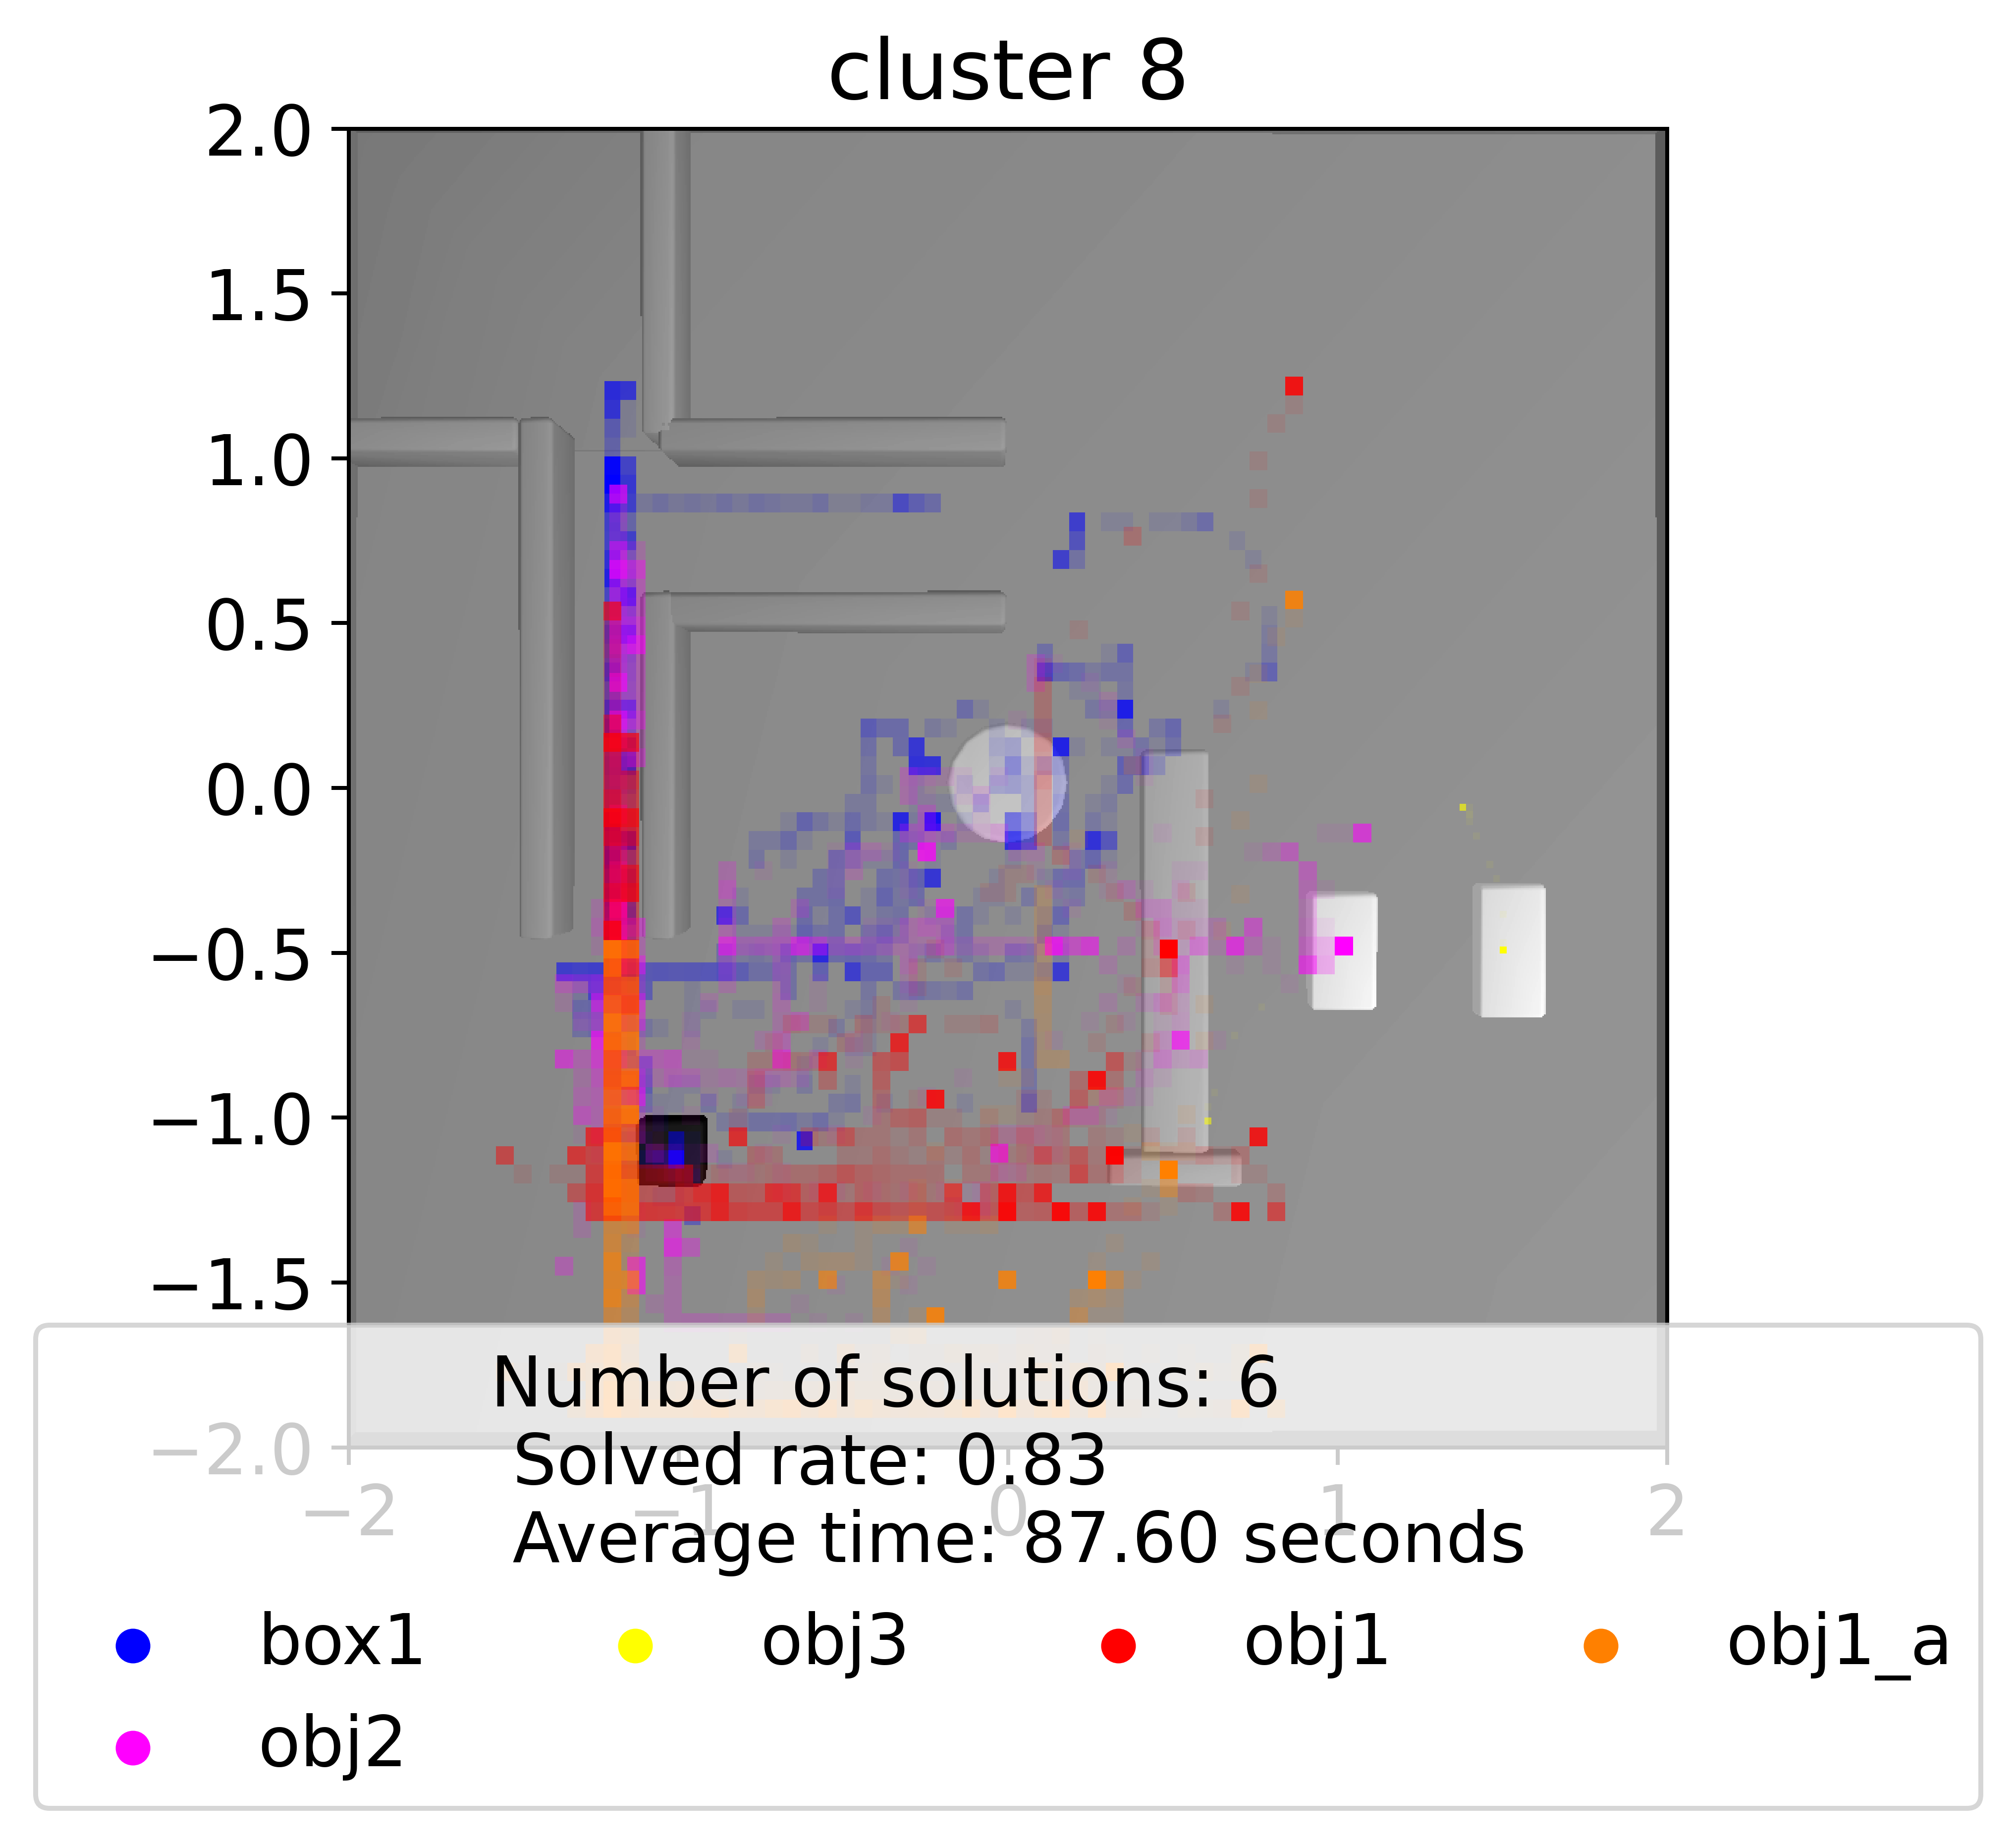 cluster 8
2.0
1.5
1.0
0.5
0.0
−0.5
−1.0
−1.5
−2.0
−2 −1 0 1 2
Number of solutions: 6
Solved rate: 0.83
Average time: 87.60 seconds
box1 obj3 obj1 obj1_a
obj2